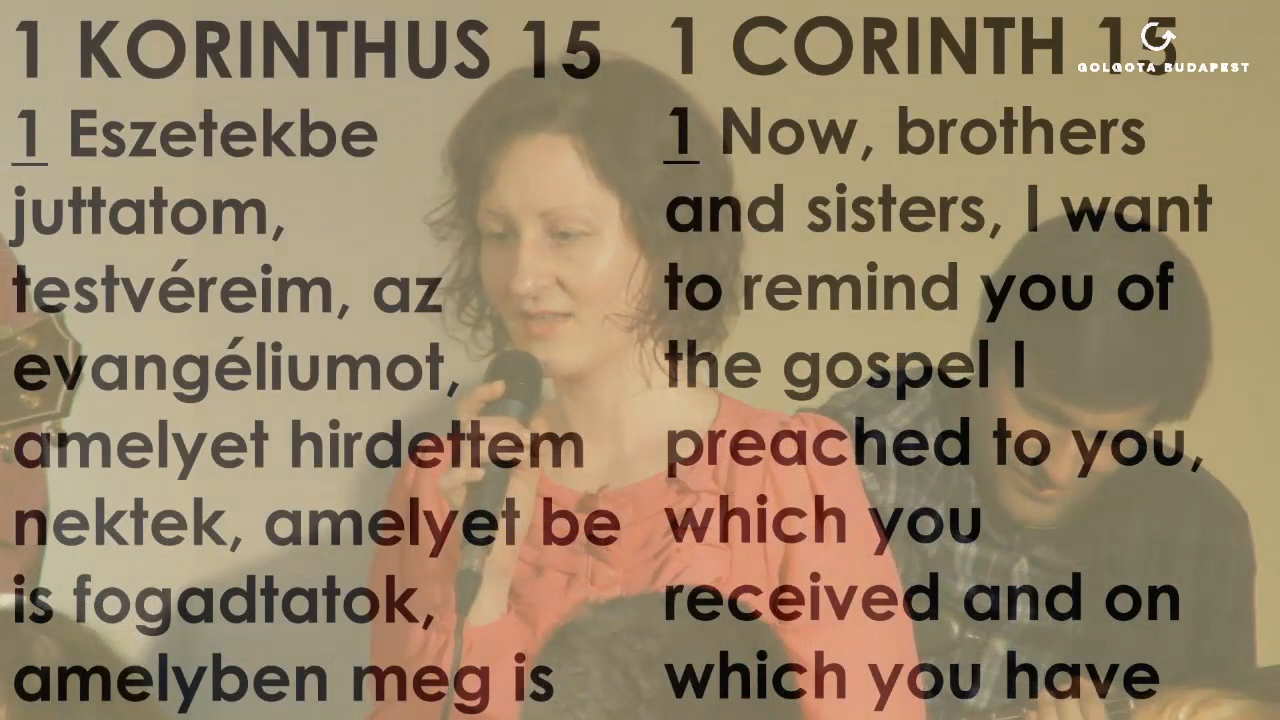 1 KORINTHUS 15
1 Eszetekbe
juttatom,
testvéreim, az
evangéliumot,
amelyet hirdettem
nektek, amelyet be
is fogadtatok,
amelyben meg is
1 CORINTH 15
1 Now, brothers
and sisters, I want
to remind you of
the gospel I
preached to you,
which you
received and on
which you have
GOLGOTA BUDAPEST